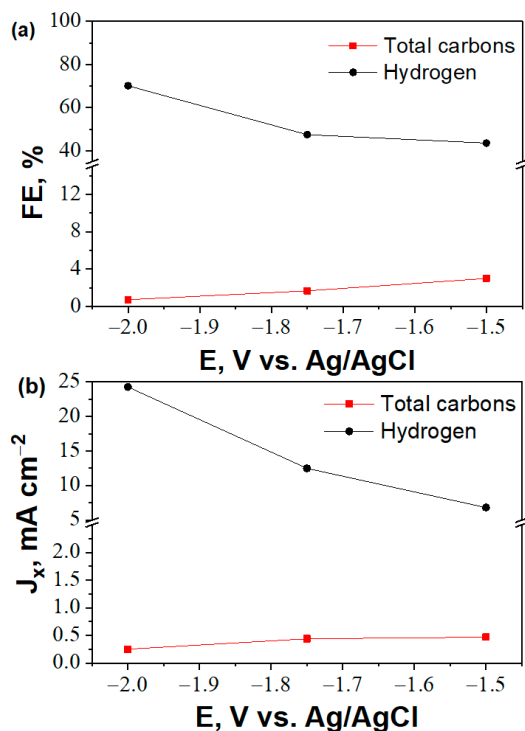 (a)
Total carbons
Hydrogen
FE, %
100
80
60
40
12
8
4
0
−2.0 −1.9 −1.8 −1.7 −1.6 −1.5
E, V vs. Ag/AgCl
(b)
Total carbons
Hydrogen
Jx, mA cm−2
25
20
15
10
5
2.0
1.5
1.0
0.5
0.0
−2.0 −1.9 −1.8 −1.7 −1.6 −1.5
E, V vs. Ag/AgCl